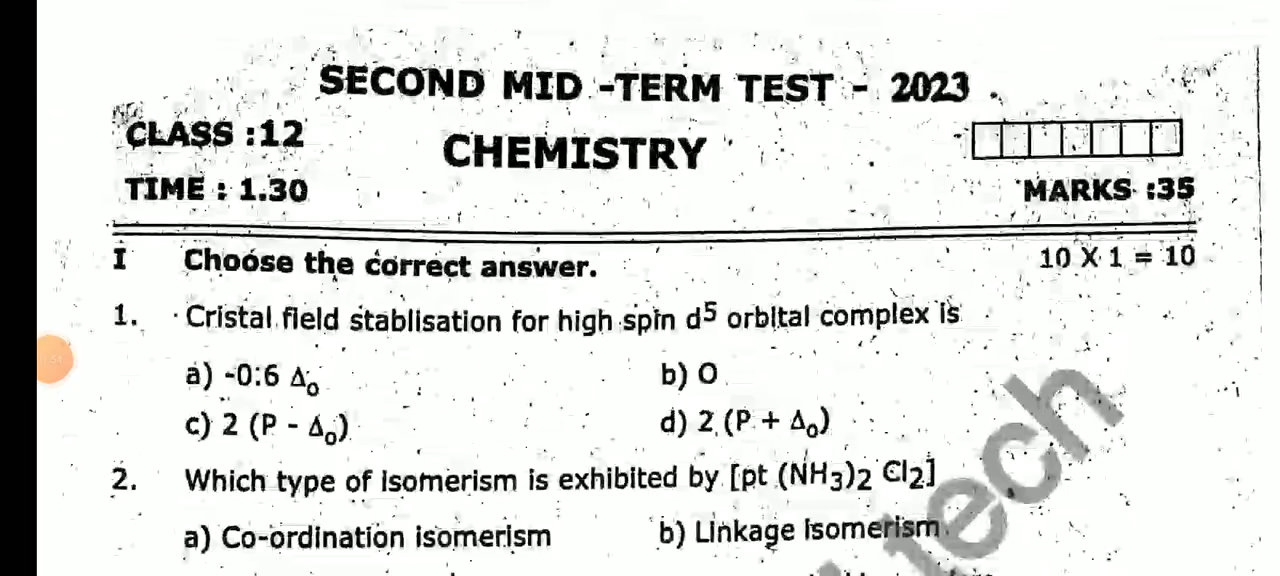 SECOND MID -TERM TEST - 2023
CLASS :12
CHEMISTRY
TIME : 1.30
MARKS :35
I Choose the correct answer. 10 X 1 = 10
1. Cristal field stablisation for high spin d⁵ orbital complex is
a) -0.6 Δₒ b) O
c) 2 (P - Δₒ) d) 2 (P + Δₒ)
2. Which type of isomerism is exhibited by [pt (NH₃)₂ Cl₂]
a) Co-ordination isomerism b) Linkage isomerism
tech